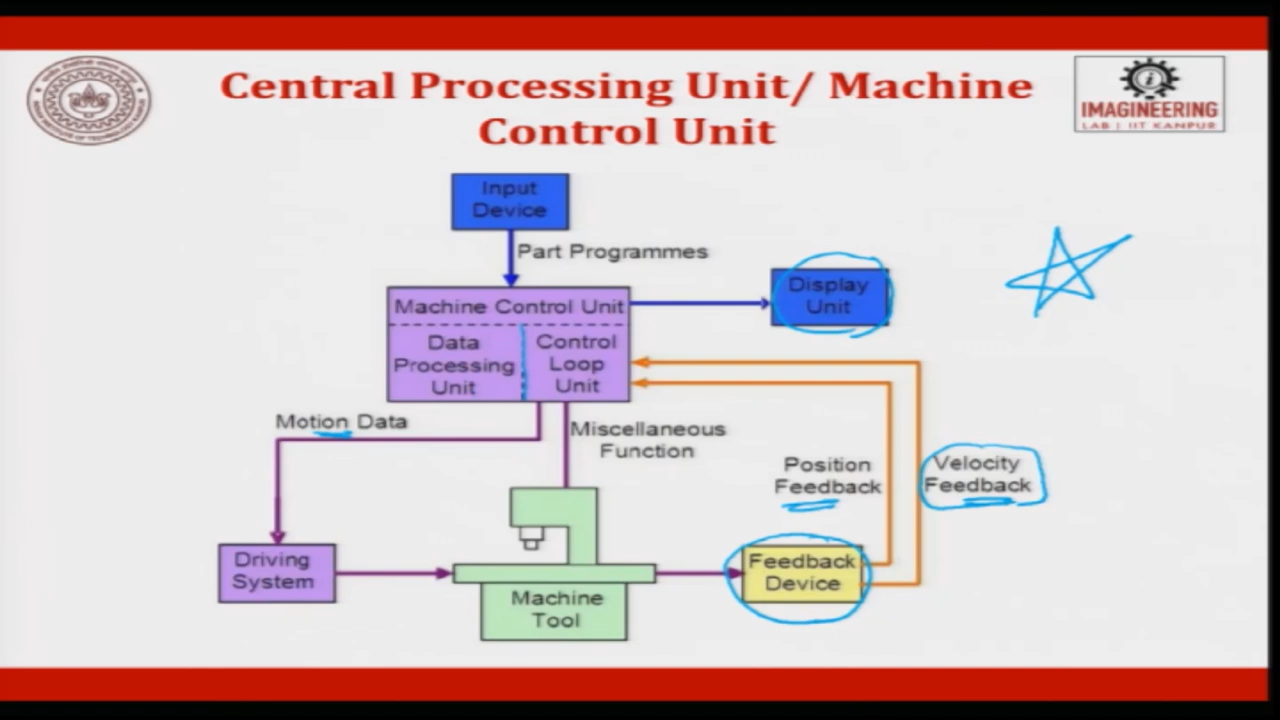 Central Processing Unit/ Machine
Control Unit
IMAGINEERING
LAB | IIT KANPUR
Input
Device
Part Programmes
Machine Control Unit
Data
Processing
Unit
Control
Loop
Unit
Display
Unit
Motion Data
Miscellaneous
Function
Position
Feedback
Velocity
Feedback
Driving
System
Machine
Tool
Feedback
Device